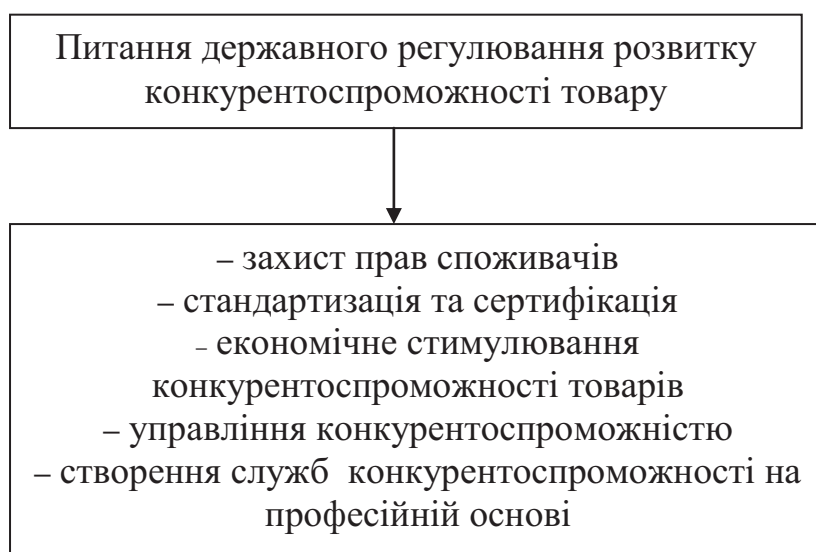 Питання державного регулювання розвитку
конкурентоспроможності товару
– захист прав споживачів
– стандартизація та сертифікація
– економічне стимулювання
конкурентоспроможності товарів
– управління конкурентоспроможністю
– створення служб конкурентоспроможності на
професійній основі